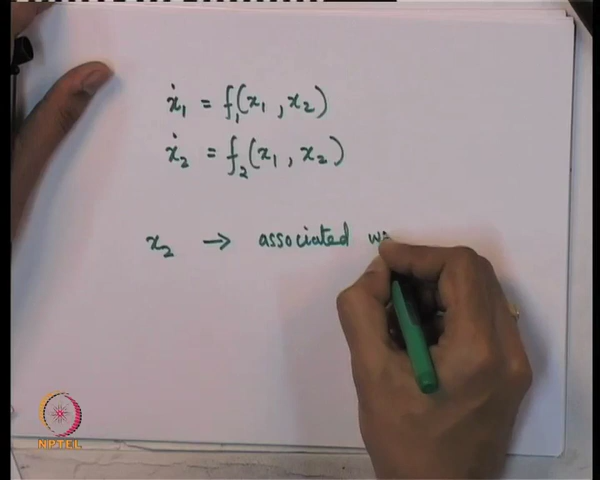 ẋ₁ = f₁(x₁, x₂)
ẋ₂ = f₂(x₁, x₂)
x₂ → associated
NPTEL